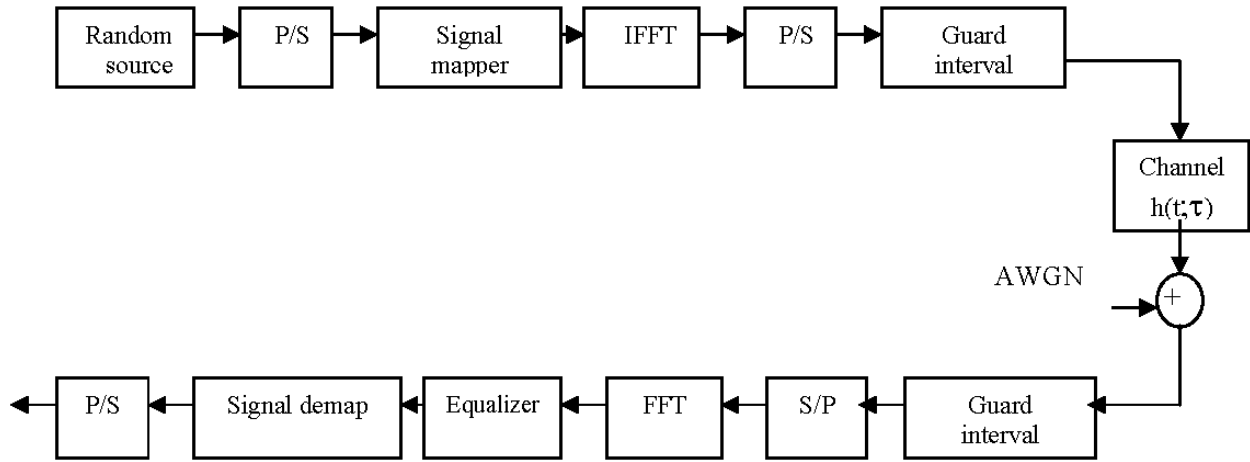 Random
source
P/S
Signal
mapper
IFFT
P/S
Guard
interval
Channel
h(t;τ)
AWGN
+
P/S
Signal demap
Equalizer
FFT
S/P
Guard
interval